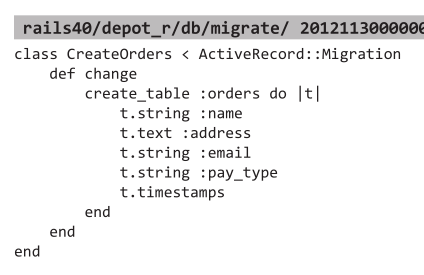 rails40/depot_r/db/migrate/ 2012113000000
class CreateOrders < ActiveRecord::Migration
    def change
        create_table :orders do |t|
            t.string :name
            t.text :address
            t.string :email
            t.string :pay_type
            t.timestamps
        end
    end
end